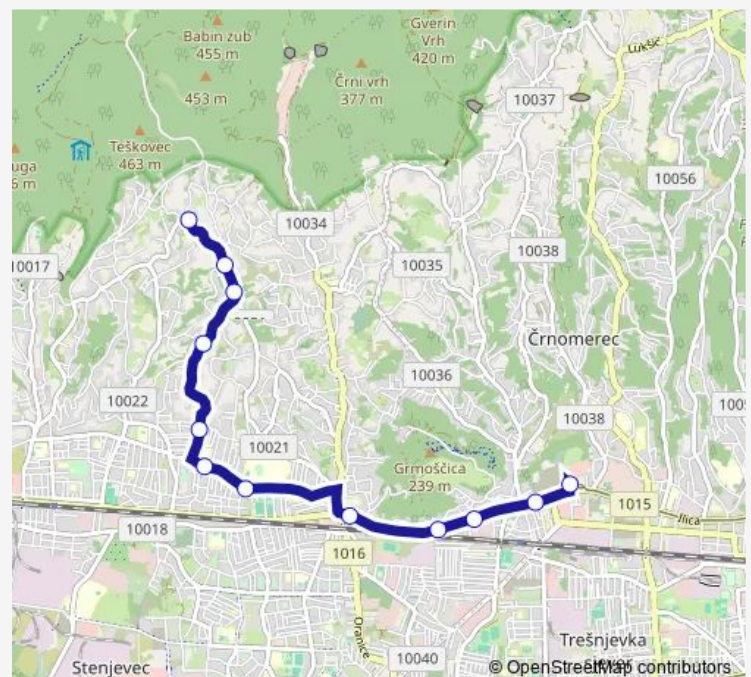 Babin zub
455 m
Gverin
Vrh
420 m
Lukšić
453 m
Črni vrh
377 m
10037
Teškovec
463 m
uga
m
10056
10034
10017
10035
10038
Črnomerec
10022
10036
10038
10021
Grmoščica
239 m
1015
Ilica
10018
1016
Oranice
10040
Trešnjevka
Stenjevec
© OpenStreetMap contributors